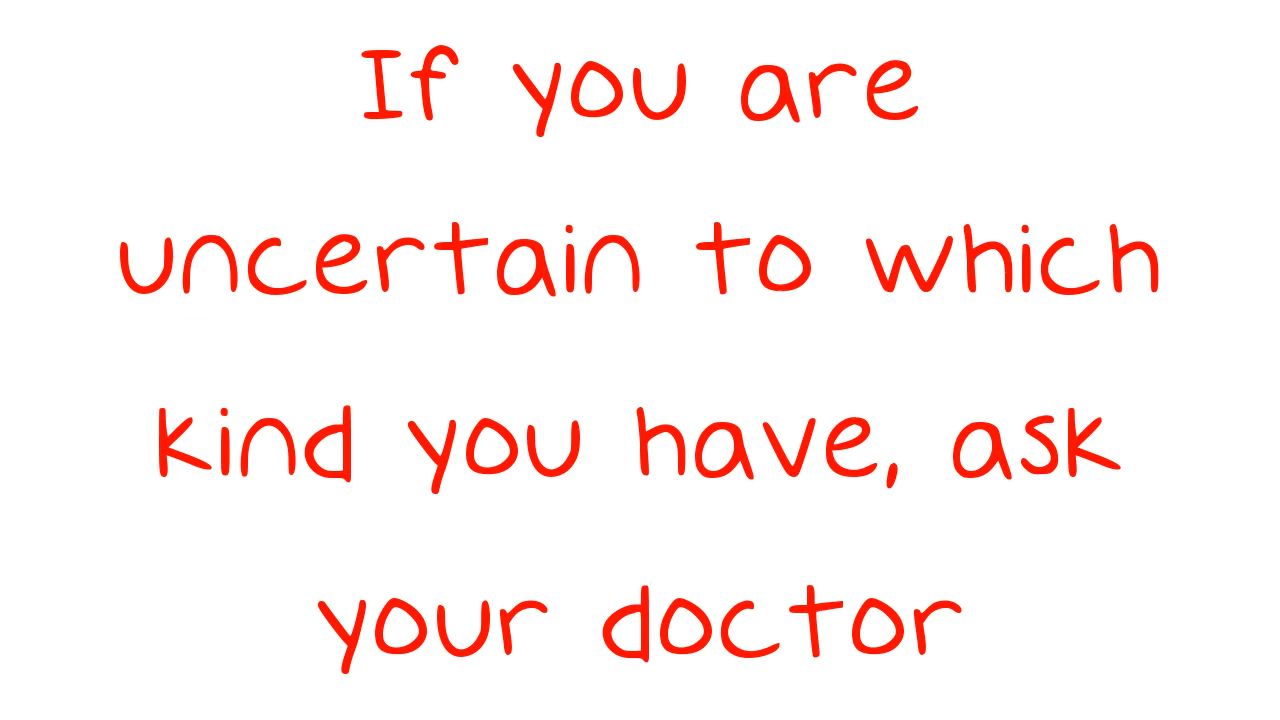 If you are
uncertain to which
kind you have, ask
your doctor